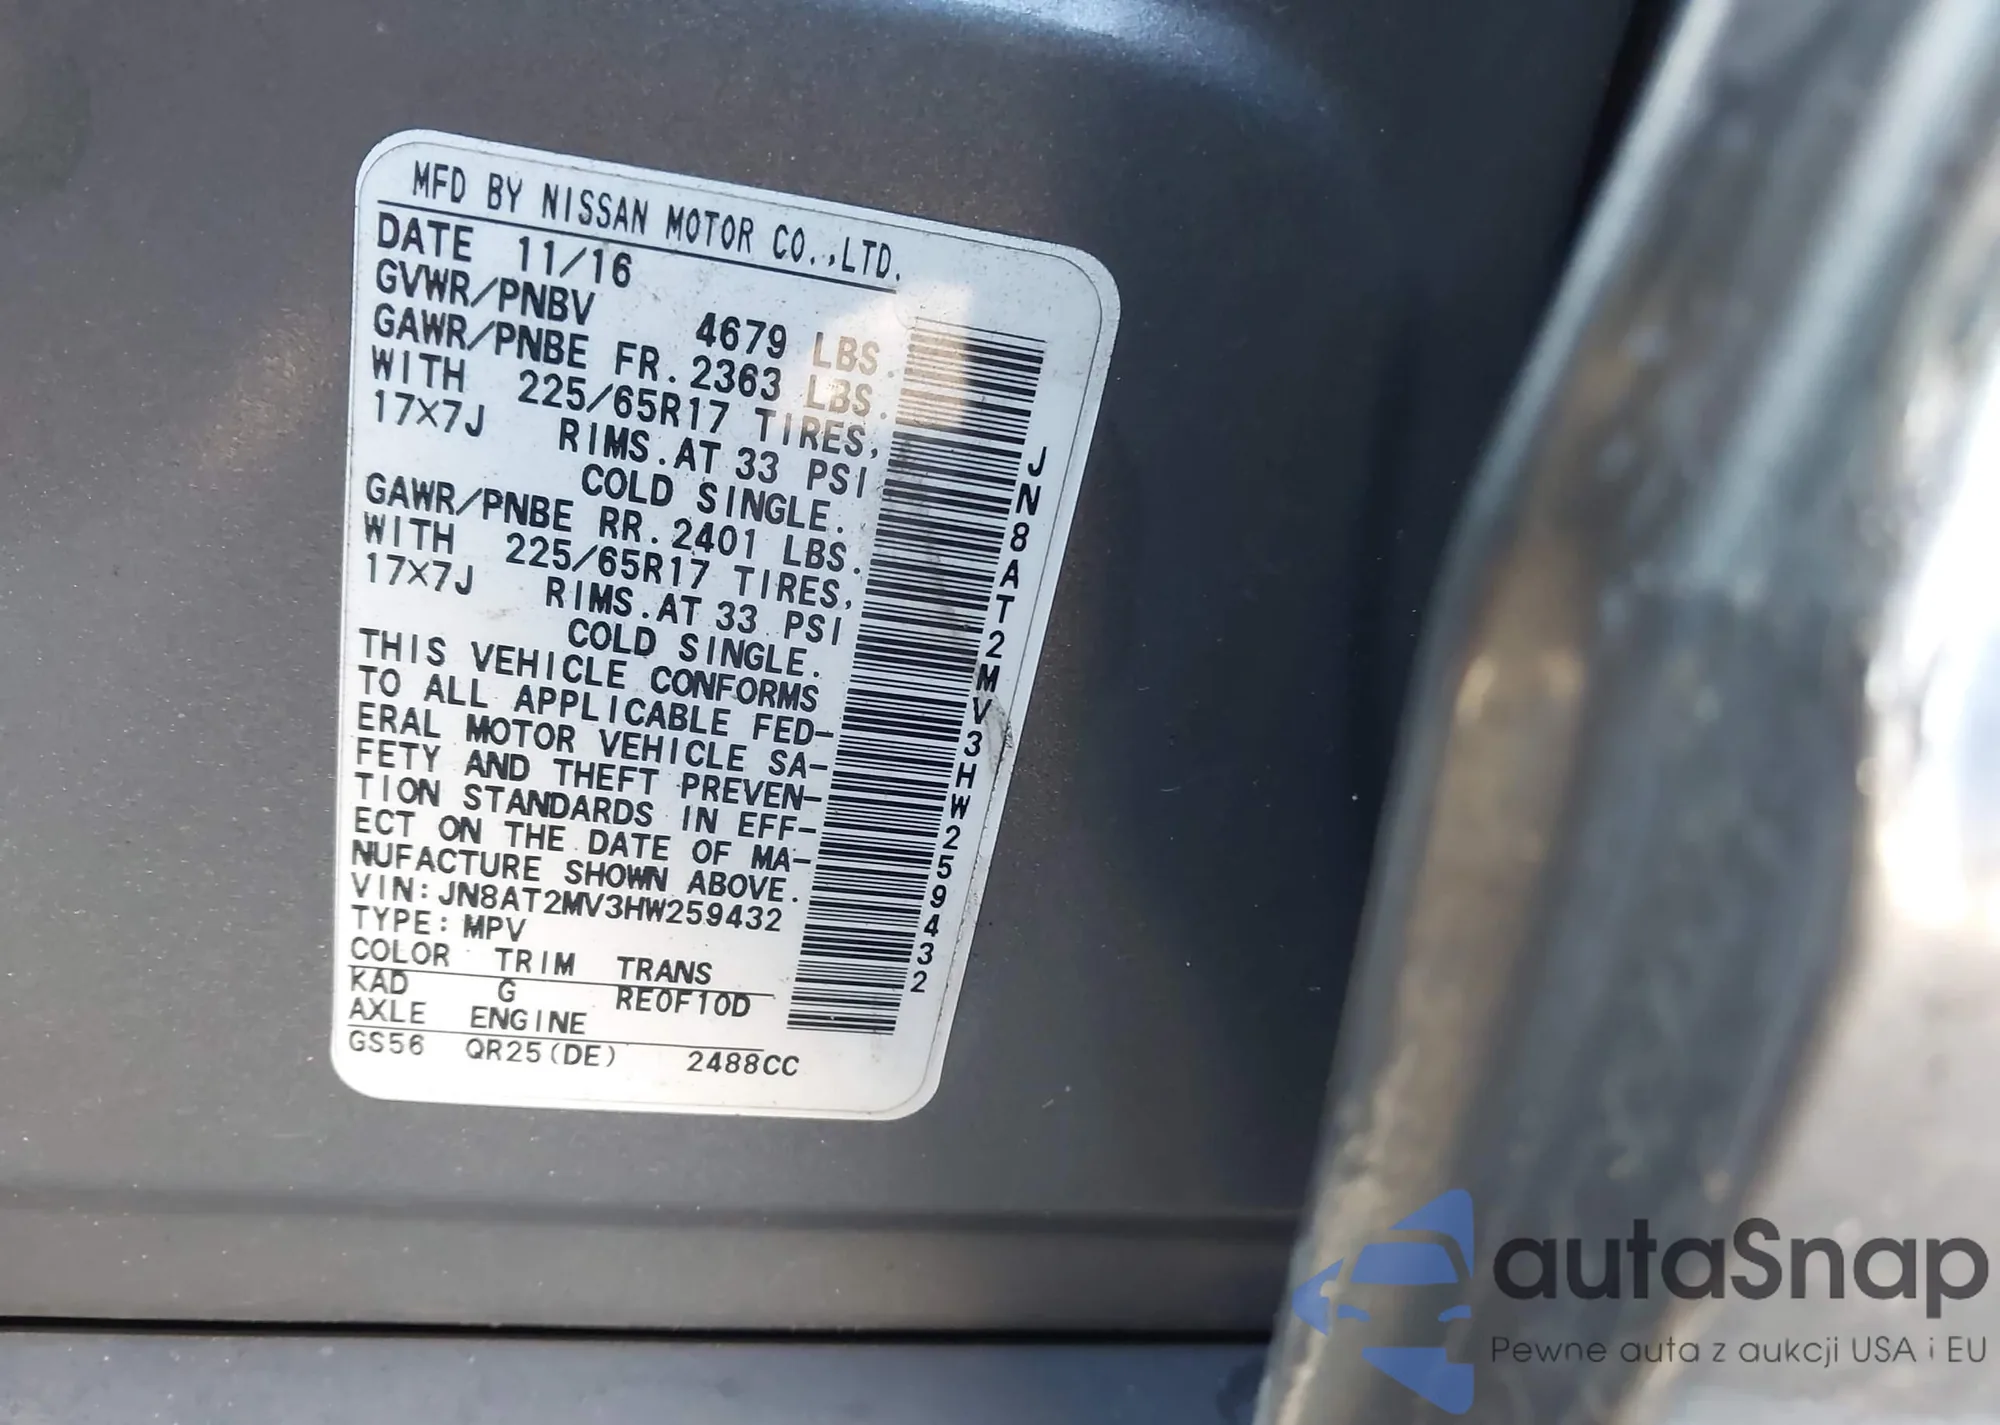 MFD BY NISSAN MOTOR CO.,LTD.
DATE 11/16
GVWR/PNBV 4679 LBS.
GAWR/PNBE FR. 2363 LBS.
WITH 225/65R17 TIRES,
17X7J RIMS.AT 33 PSI
COLD SINGLE.
GAWR/PNBE RR. 2401 LBS.
WITH 225/65R17 TIRES,
17X7J RIMS.AT 33 PSI
COLD SINGLE.
THIS VEHICLE CONFORMS
TO ALL APPLICABLE FED-
ERAL MOTOR VEHICLE SA-
FETY AND THEFT PREVEN-
TION STANDARDS IN EFF-
ECT ON THE DATE OF MA-
NUFACTURE SHOWN ABOVE.
VIN:JN8AT2MV3HW259432
TYPE:MPV
COLOR TRIM TRANS
KAD G RE0F10D
AXLE ENGINE
GS56 QR25(DE) 2488CC
JN8AT2MV3HW259432
autaSnap
Pewne auta z aukcji USA i EU